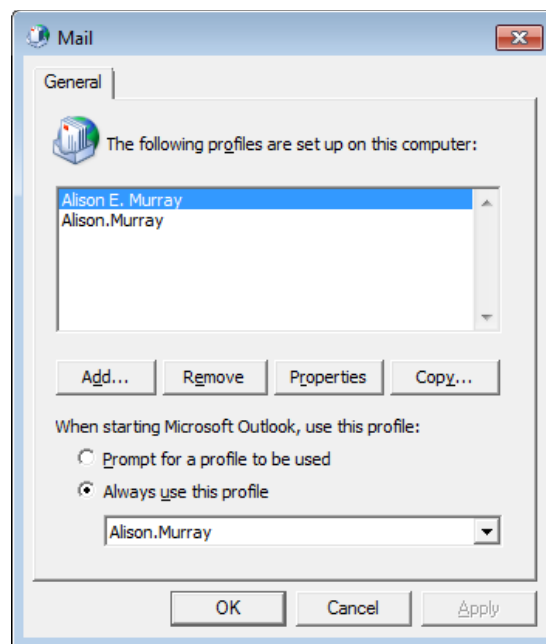 Mail
General
The following profiles are set up on this computer:
Alison E. Murray
Alison.Murray
Add... Remove Properties Copy...
When starting Microsoft Outlook, use this profile:
Prompt for a profile to be used
Always use this profile
Alison.Murray
OK Cancel Apply